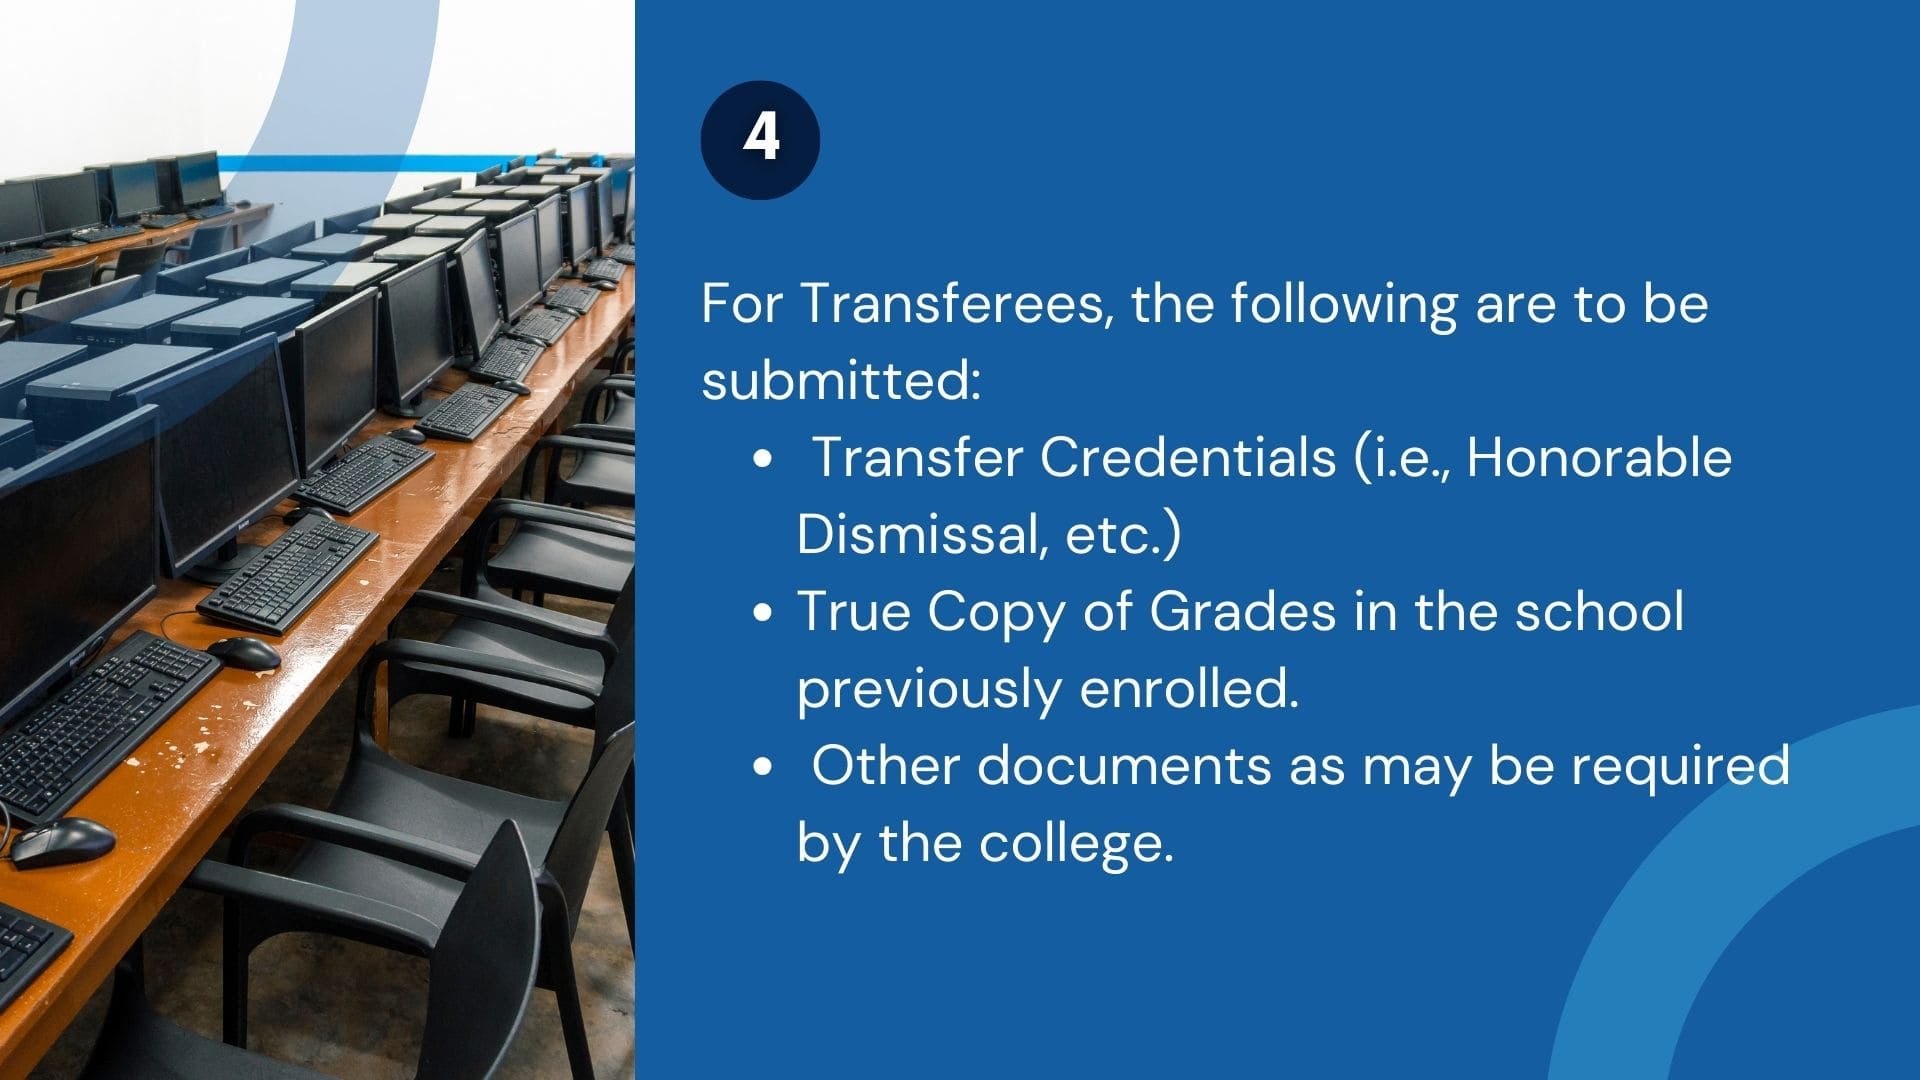 4
For Transferees, the following are to be
submitted:
• Transfer Credentials (i.e., Honorable
Dismissal, etc.)
• True Copy of Grades in the school
previously enrolled.
• Other documents as may be required
by the college.